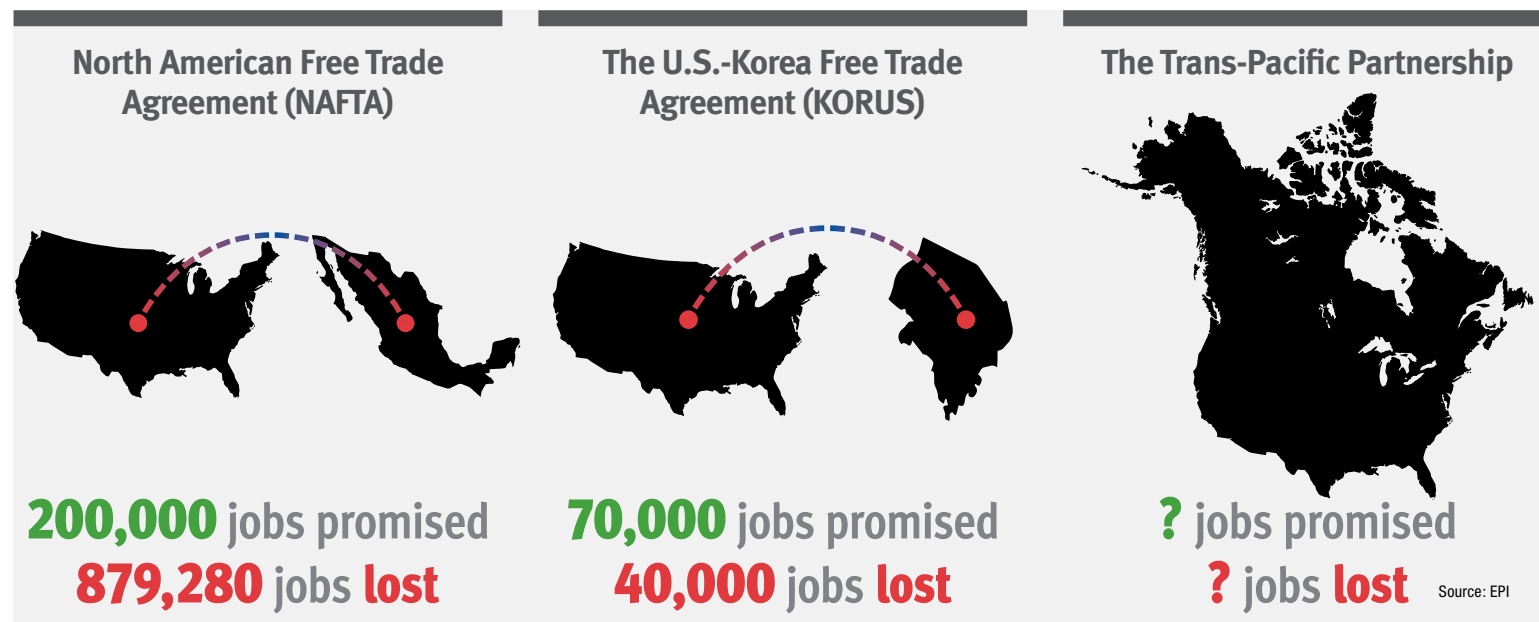 North American Free Trade
Agreement (NAFTA)
200,000 jobs promised
879,280 jobs lost
The U.S.-Korea Free Trade
Agreement (KORUS)
70,000 jobs promised
40,000 jobs lost
The Trans-Pacific Partnership
? jobs promised
? jobs lost
Source: EPI